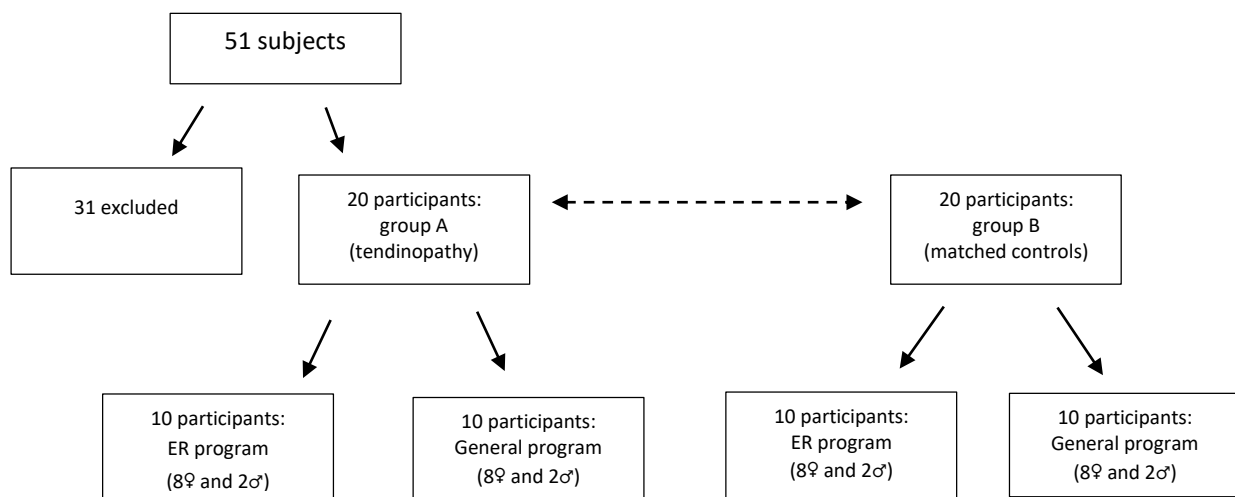 51 subjects
31 excluded
20 participants:
group A
(tendinopathy)
20 participants:
group B
(matched controls)
10 participants:
ER program
(8♀ and 2♂)
10 participants:
General program
(8♀ and 2♂)
10 participants:
ER program
(8♀ and 2♂)
10 participants:
General program
(8♀ and 2♂)